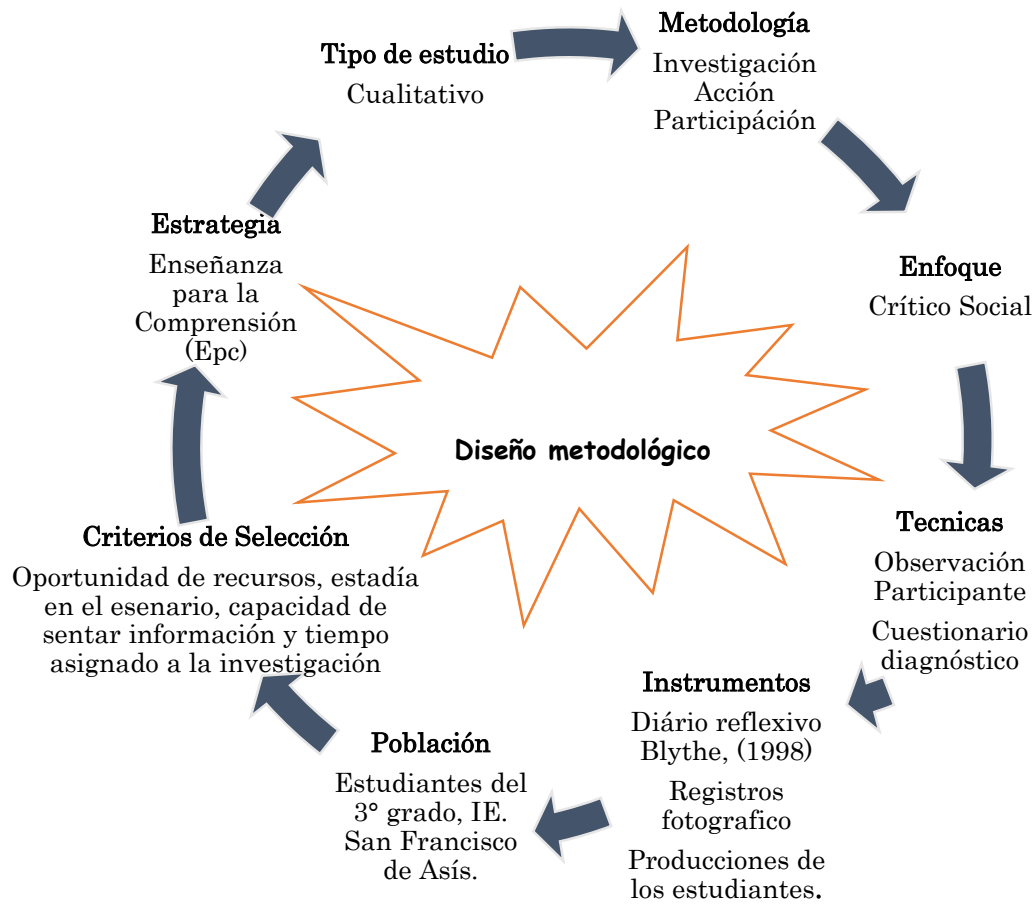 Tipo de estudio
Cualitativo
Metodología
Investigación
Acción
Participáción
Enfoque
Crítico Social
Tecnicas
Observación
Participante
Cuestionario
diagnóstico
Instrumentos
Diário reflexivo
Blythe, (1998)
Registros
fotografico
Producciones de
los estudiantes.
Población
Estudiantes del
3° grado, IE.
San Francisco
de Asís.
Criterios de Selección
Oportunidad de recursos, estadía
en el esenario, capacidad de
sentar información y tiempo
asignado a la investigación
Estrategia
Enseñanza
para la
Comprensión
(Epc)
Diseño metodológico